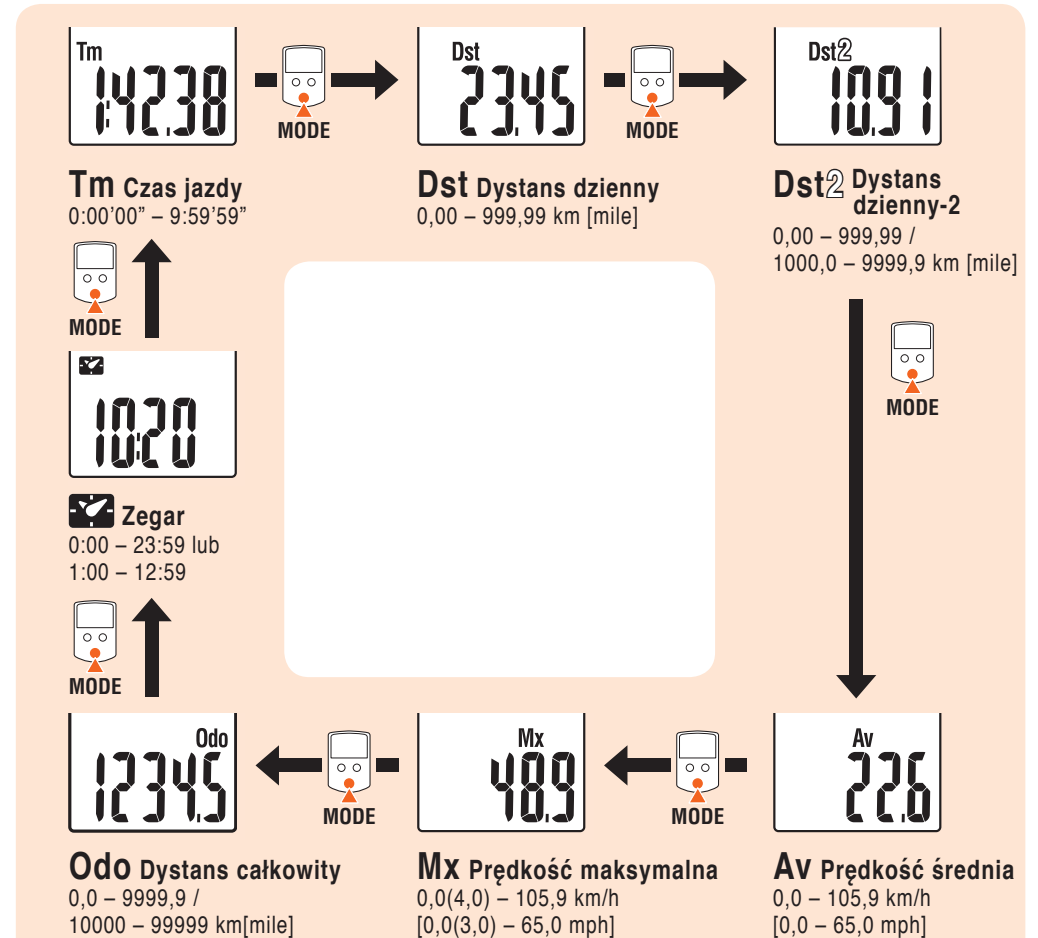 Tm
1:42.38
MODE
Dst
23.45
MODE
Dst2
10.91
Tm Czas jazdy
0:00’00” – 9:59’59”
Dst Dystans dzienny
0,00 – 999,99 km [mile]
Dst2 Dystans
dzienny-2
0,00 – 999,99 /
1000,0 – 9999,9 km [mile]
MODE
MODE
10:20
Zegar
0:00 – 23:59 lub
1:00 – 12:59
MODE
Odo
1234.5
MODE
Mx
48.9
MODE
Av
22.6
Odo Dystans całkowity
0,0 – 9999,9 /
10000 – 99999 km[mile]
Mx Prędkość maksymalna
0,0(4,0) – 105,9 km/h
[0,0(3,0) – 65,0 mph]
Av Prędkość średnia
0,0 – 105,9 km/h
[0,0 – 65,0 mph]